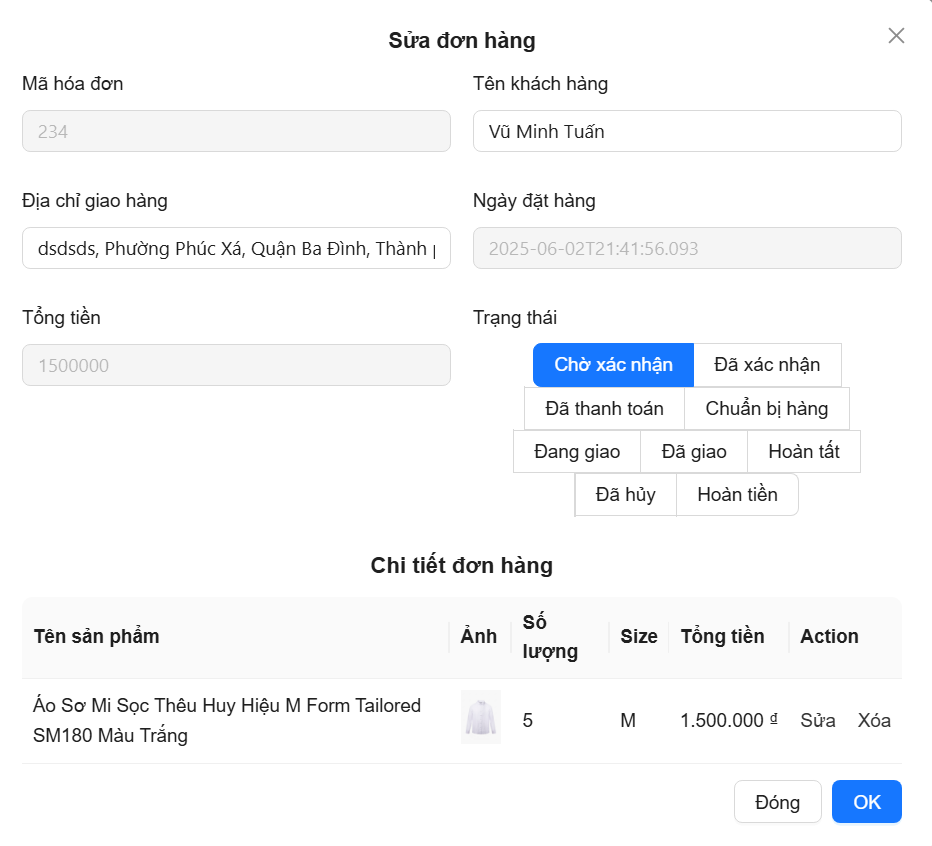 Sửa đơn hàng
Mã hóa đơn
Tên khách hàng
234
Vũ Minh Tuấn
Địa chỉ giao hàng
Ngày đặt hàng
dsdsds, Phường Phúc Xá, Quận Ba Đình, Thành
2025-06-02T21:41:56.093
Tổng tiền
Trạng thái
1500000
Chờ xác nhận
Đã xác nhận
Đã thanh toán
Chuẩn bị hàng
Đang giao
Đã giao
Hoàn tất
Đã hủy
Hoàn tiền
Chi tiết đơn hàng
Tên sản phẩm
Ảnh
Số
lượng
Size
Tổng tiền
Action
Áo Sơ Mi Sọc Thêu Huy Hiệu M Form Tailored
SM180 Màu Trắng
5
M
1.500.000 ₫
Sửa
Xóa
Đóng
OK